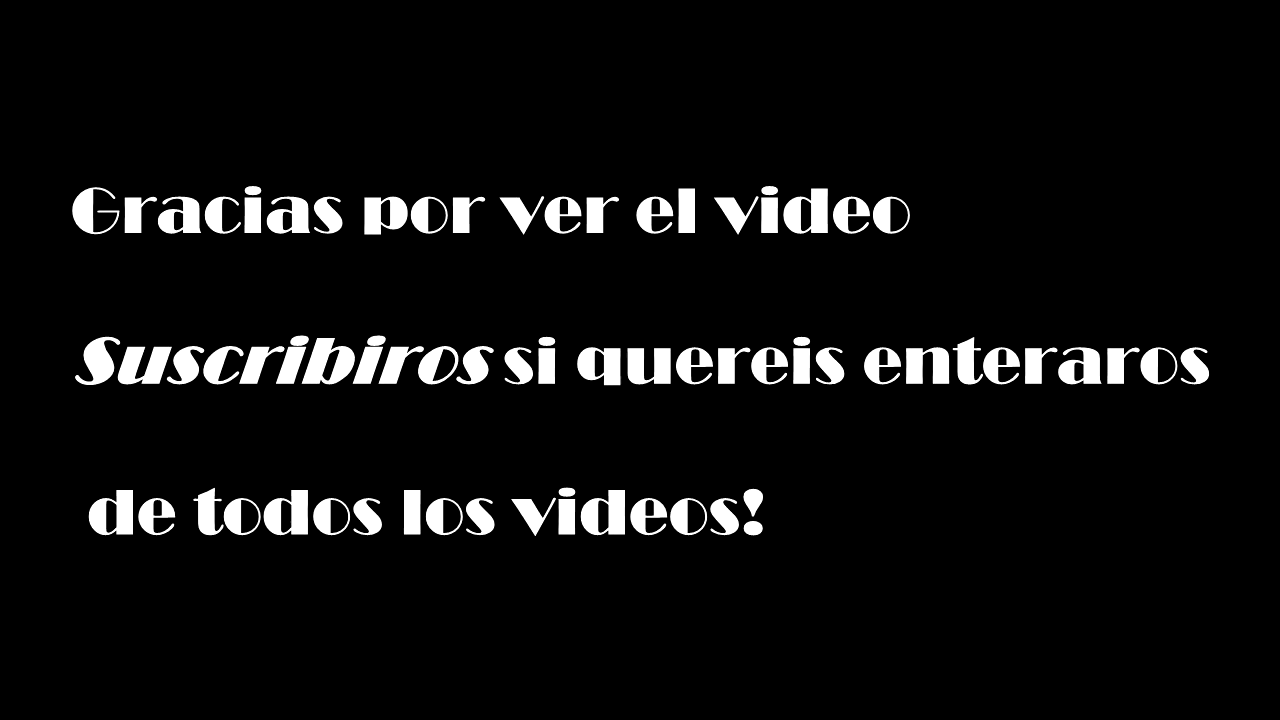 Gracias por ver el video
Suscribiros si quereis enteraros
de todos los videos!